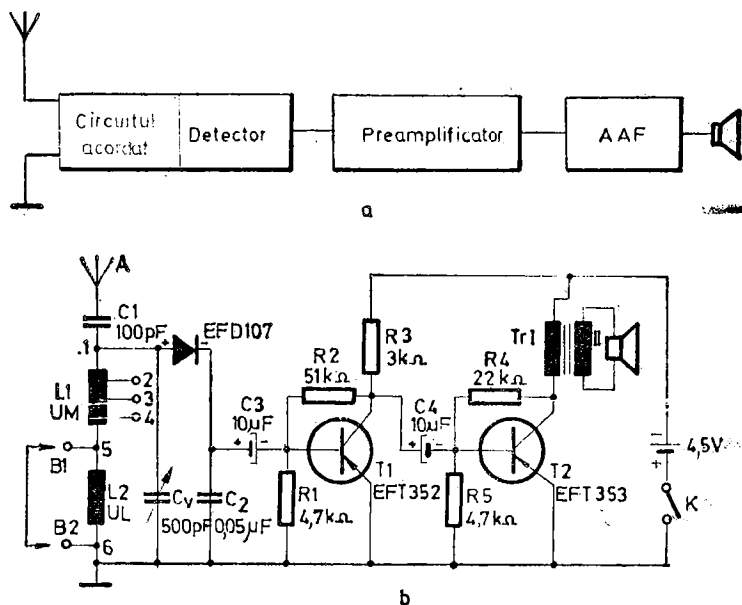 Circuitul
acordat
Detector
Preamplificator
AAF
a
A
C1
100pF
+ EFD107 -
.1
L1
UM
2
3
4
B1
5
L2
UL
B2
6
Cv
500pF
C2
0,05µF
C3
10µF
+ -
R2
51kΩ
R1
4,7kΩ
R3
3kΩ
T1
EFT352
C4
10µF
+ -
R4
22kΩ
R5
4,7kΩ
T2
EFT353
TrI
II
-
4,5V
+
K
b